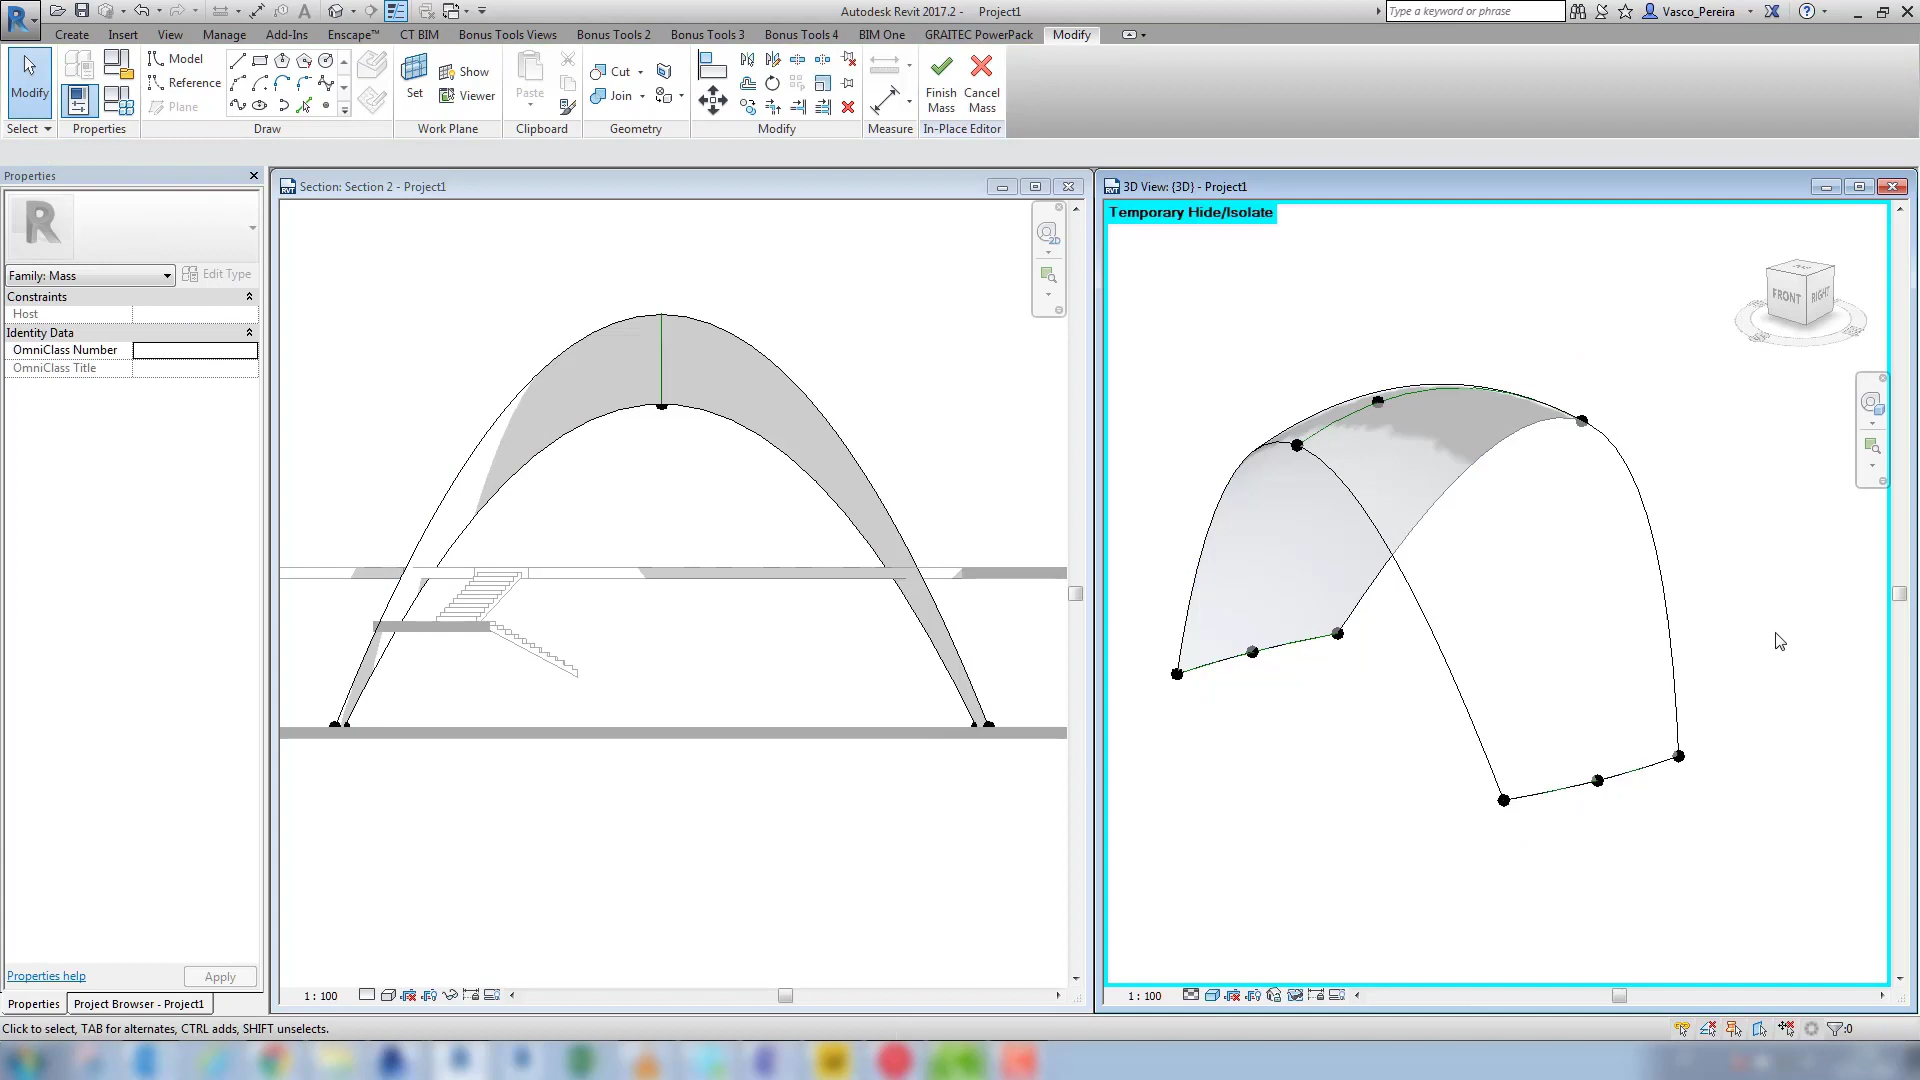 Autodesk Revit 2017.2 - Project1
Type a keyword or phrase
Vasco_Pereira
Create Insert View Manage Add-Ins Enscape™ CT BIM Bonus Tools Views Bonus Tools 2 Bonus Tools 3 Bonus Tools 4 BIM One GRAITEC PowerPack Modify
Modify
Model
Reference
Plane
Set
Show
Viewer
Paste
Cut
Join
Finish
Mass
Cancel
Mass
Select Properties Draw Work Plane Clipboard Geometry Modify Measure In-Place Editor
Properties
Family: Mass
Edit Type
Constraints
Host
Identity Data
OmniClass Number
OmniClass Title
Properties help
Apply
Properties
Project Browser - Project1
Section: Section 2 - Project1
2D
1 : 100
3D View: {3D} - Project1
Temporary Hide/Isolate
FRONT
RIGHT
1 : 100
Click to select, TAB for alternates, CTRL adds, SHIFT unselects.
:0